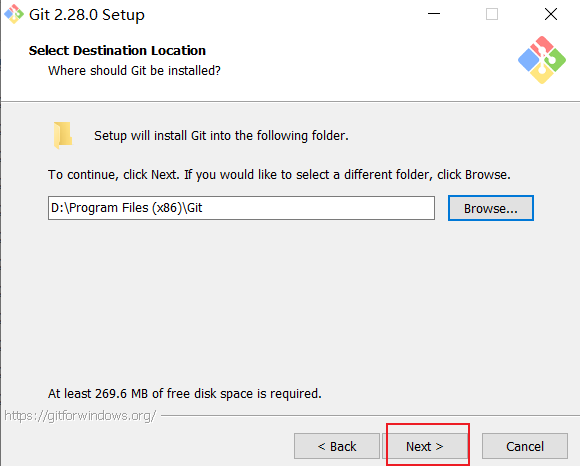 Git 2.28.0 Setup
Select Destination Location
Where should Git be installed?
Setup will install Git into the following folder.
To continue, click Next. If you would like to select a different folder, click Browse.
D:\Program Files (x86)\Git
Browse...
At least 269.6 MB of free disk space is required.
https://gitforwindows.org/
< Back
Next >
Cancel